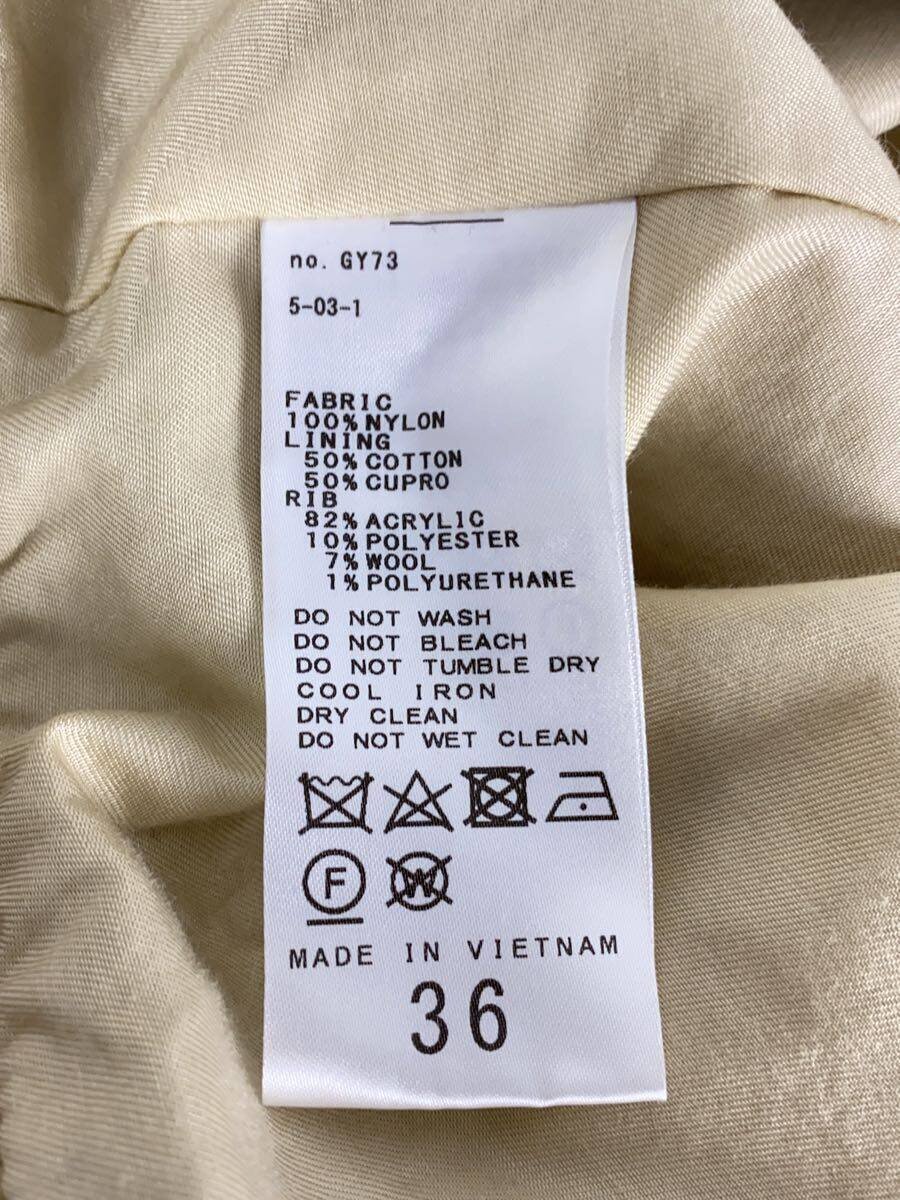 no. GY73
5-03-1
FABRIC
100% NYLON
LINING
50% COTTON
50% CUPRO
RIB
82% ACRYLIC
10% POLYESTER
7% WOOL
1% POLYURETHANE
DO NOT WASH
DO NOT BLEACH
DO NOT TUMBLE DRY
COOL IRON
DRY CLEAN
DO NOT WET CLEAN
F W
MADE IN VIETNAM
36